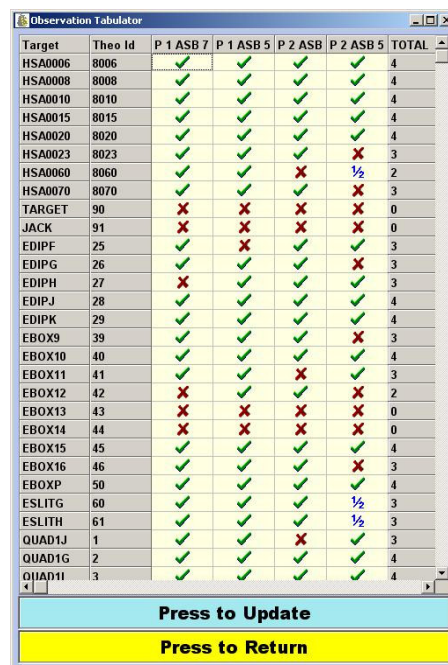 Observation Tabulator
Target Theo Id P 1 ASB 7 P 1 ASB 5 P 2 ASB P 2 ASB 5 TOTAL
HSA0006 8006 4
HSA0008 8008 4
HSA0010 8010 4
HSA0015 8015 4
HSA0020 8020 4
HSA0023 8023 3
HSA0060 8060 ½ 2
HSA0070 8070 3
TARGET 90 0
JACK 91 0
EDIPF 25 3
EDIPG 26 3
EDIPH 27 3
EDIPJ 28 4
EDIPK 29 4
EBOX9 39 3
EBOX10 40 4
EBOX11 41 3
EBOX12 42 2
EBOX13 43 0
EBOX14 44 0
EBOX15 45 4
EBOX16 46 3
EBOXP 50 4
ESLITG 60 ½ 3
ESLITH 61 ½ 3
QUAD1J 1 3
QUAD1G 2 4
QUAD1I 3 4
Press to Update
Press to Return